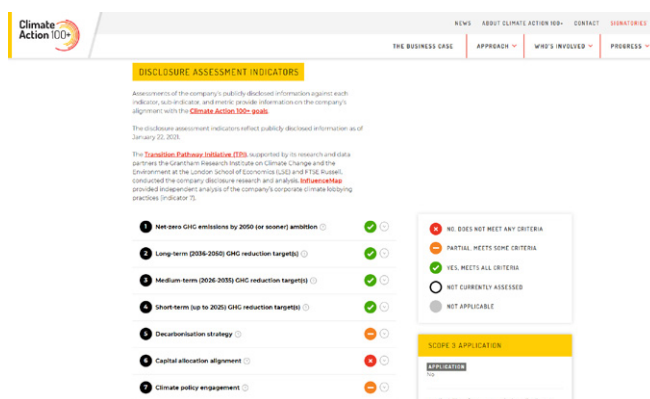 Climate
Action 100+
NEWS ABOUT CLIMATE ACTION 100+ CONTACT SIGNATORIES
THE BUSINESS CASE APPROACH WHO'S INVOLVED PROGRESS
DISCLOSURE ASSESSMENT INDICATORS
Assessments of the company's publicly disclosed information against each
indicator, sub-indicator, and metric provide information on the company's
alignment with the Climate Action 100+ goals.
The disclosure assessment indicators reflect publicly disclosed information as of
January 22, 2021.
The Transition Pathway Initiative (TPI), supported by its research and data
partners the Grantham Research Institute on Climate Change and the
Environment at the London School of Economics (LSE) and FTSE Russell,
conducted the company disclosure research and analysis. InfluenceMap
provided independent analysis of the company's corporate climate lobbying
practices (Indicator 7).
1 Net-zero GHG emissions by 2050 (or sooner) ambition
2 Long-term (2036-2050) GHG reduction target(s)
3 Medium-term (2026-2035) GHG reduction target(s)
4 Short-term (up to 2025) GHG reduction target(s)
5 Decarbonisation strategy
6 Capital allocation alignment
7 Climate policy engagement
NO, DOES NOT MEET ANY CRITERIA
PARTIAL, MEETS SOME CRITERIA
YES, MEETS ALL CRITERIA
NOT CURRENTLY ASSESSED
NOT APPLICABLE
SCOPE 3 APPLICATION
APPLICATION
No